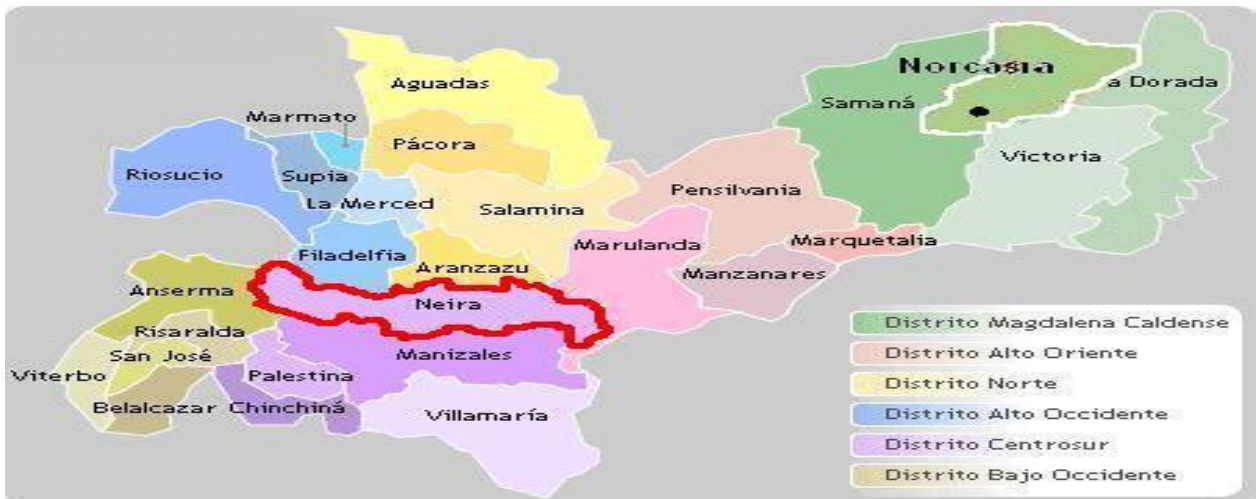 Aguadas
Norcasia
a Dorada
Samaná
Marmato
Pácora
Victoria
Riosucio
Supia
Pensilvania
La Merced
Salamina
Marulanda
Marquetalia
Filadelfia
Aranzazu
Manzanares
Anserma
Neira
Risaralda
San José
Manizales
Viterbo
Palestina
Belalcazar
Chinchiná
Villamaría
Distrito Magdalena Caldense
Distrito Alto Oriente
Distrito Norte
Distrito Alto Occidente
Distrito Centrosur
Distrito Bajo Occidente